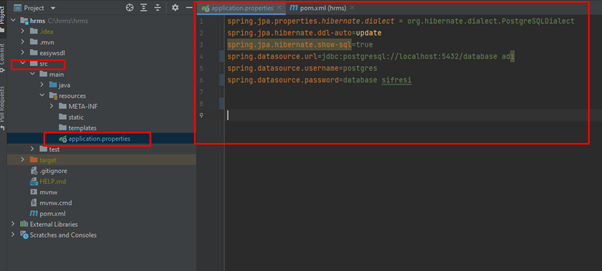 Project
hrms C:\hrms\hrms
.idea
.mvn
easywsdl
src
main
java
resources
META-INF
static
templates
application.properties
test
target
.gitignore
HELP.md
mvnw
mvnw.cmd
pom.xml
External Libraries
Scratches and Consoles
Project
Commit
Pull Requests
application.properties
pom.xml (hrms)
1 spring.jpa.properties.hibernate.dialect = org.hibernate.dialect.PostgreSQLDialect
2 spring.jpa.hibernate.ddl-auto=update
3 spring.jpa.hibernate.show-sql=true
4 spring.datasource.url=jdbc:postgresql://localhost:5432/database adi
5 spring.datasource.username=postgres
6 spring.datasource.password=database sifresi
7
8
9